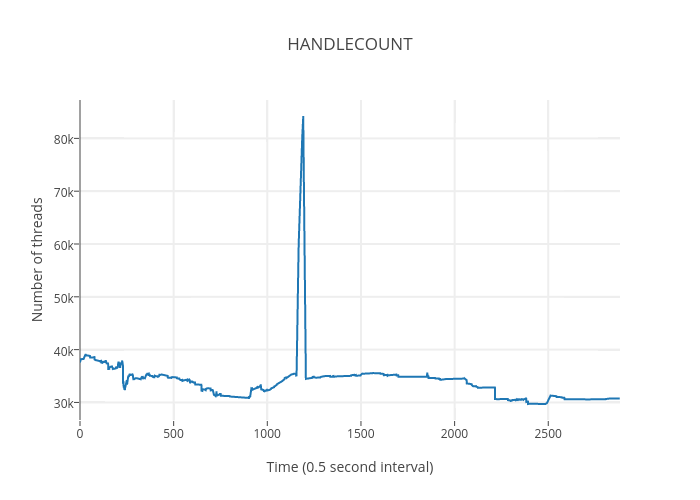 HANDLECOUNT
80k
70k
60k
50k
40k
30k
Number of threads
0
500
1000
1500
2000
2500
Time (0.5 second interval)